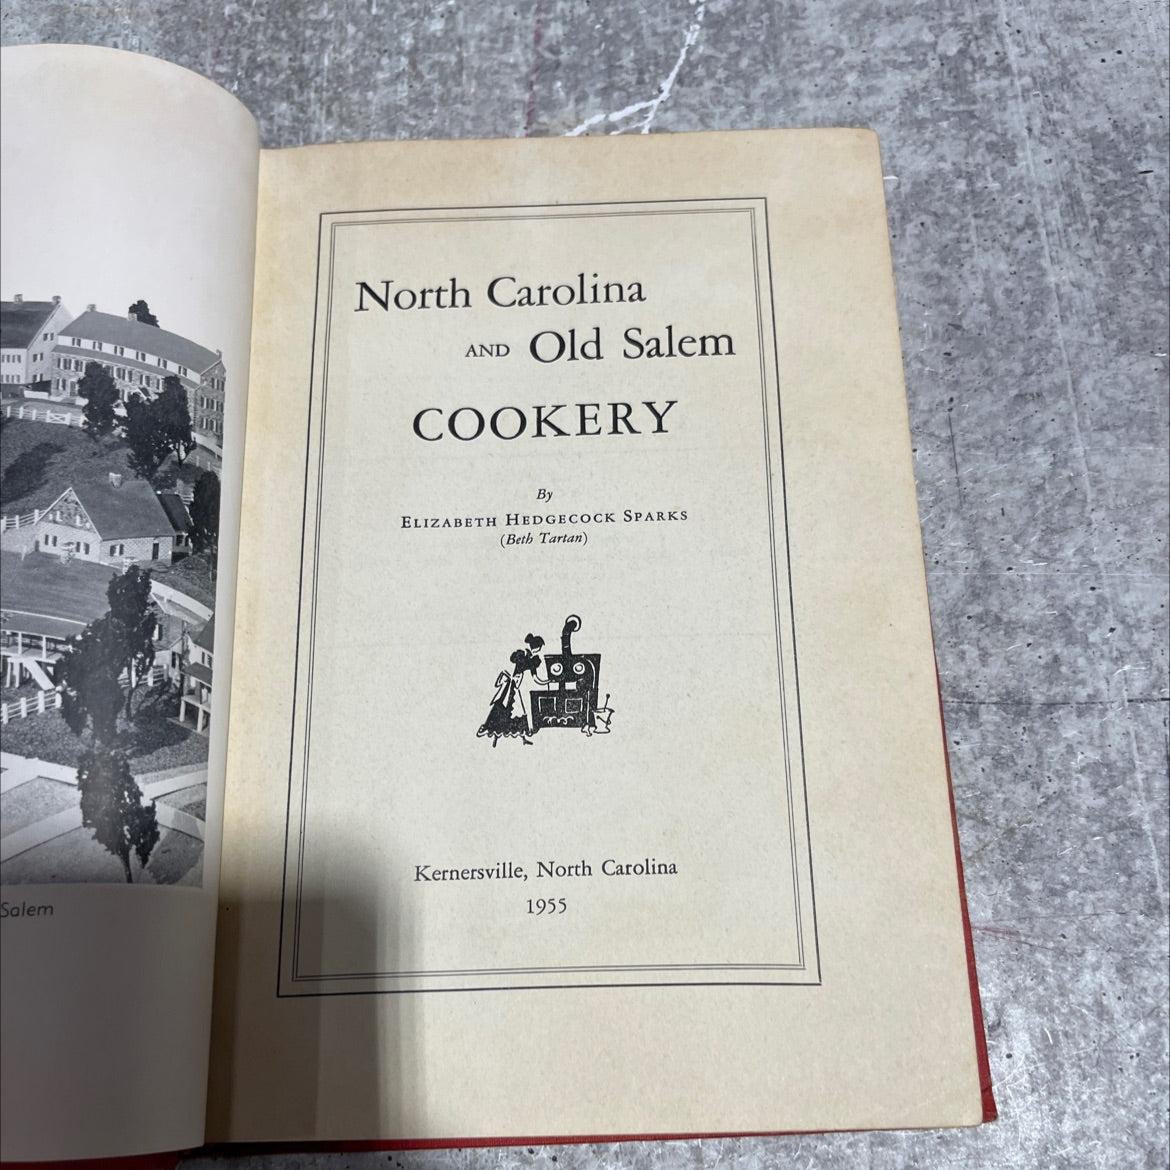 North Carolina
AND Old Salem
COOKERY
By
ELIZABETH HEDGECOCK SPARKS
(Beth Tartan)
Kernersville, North Carolina
1955
Salem